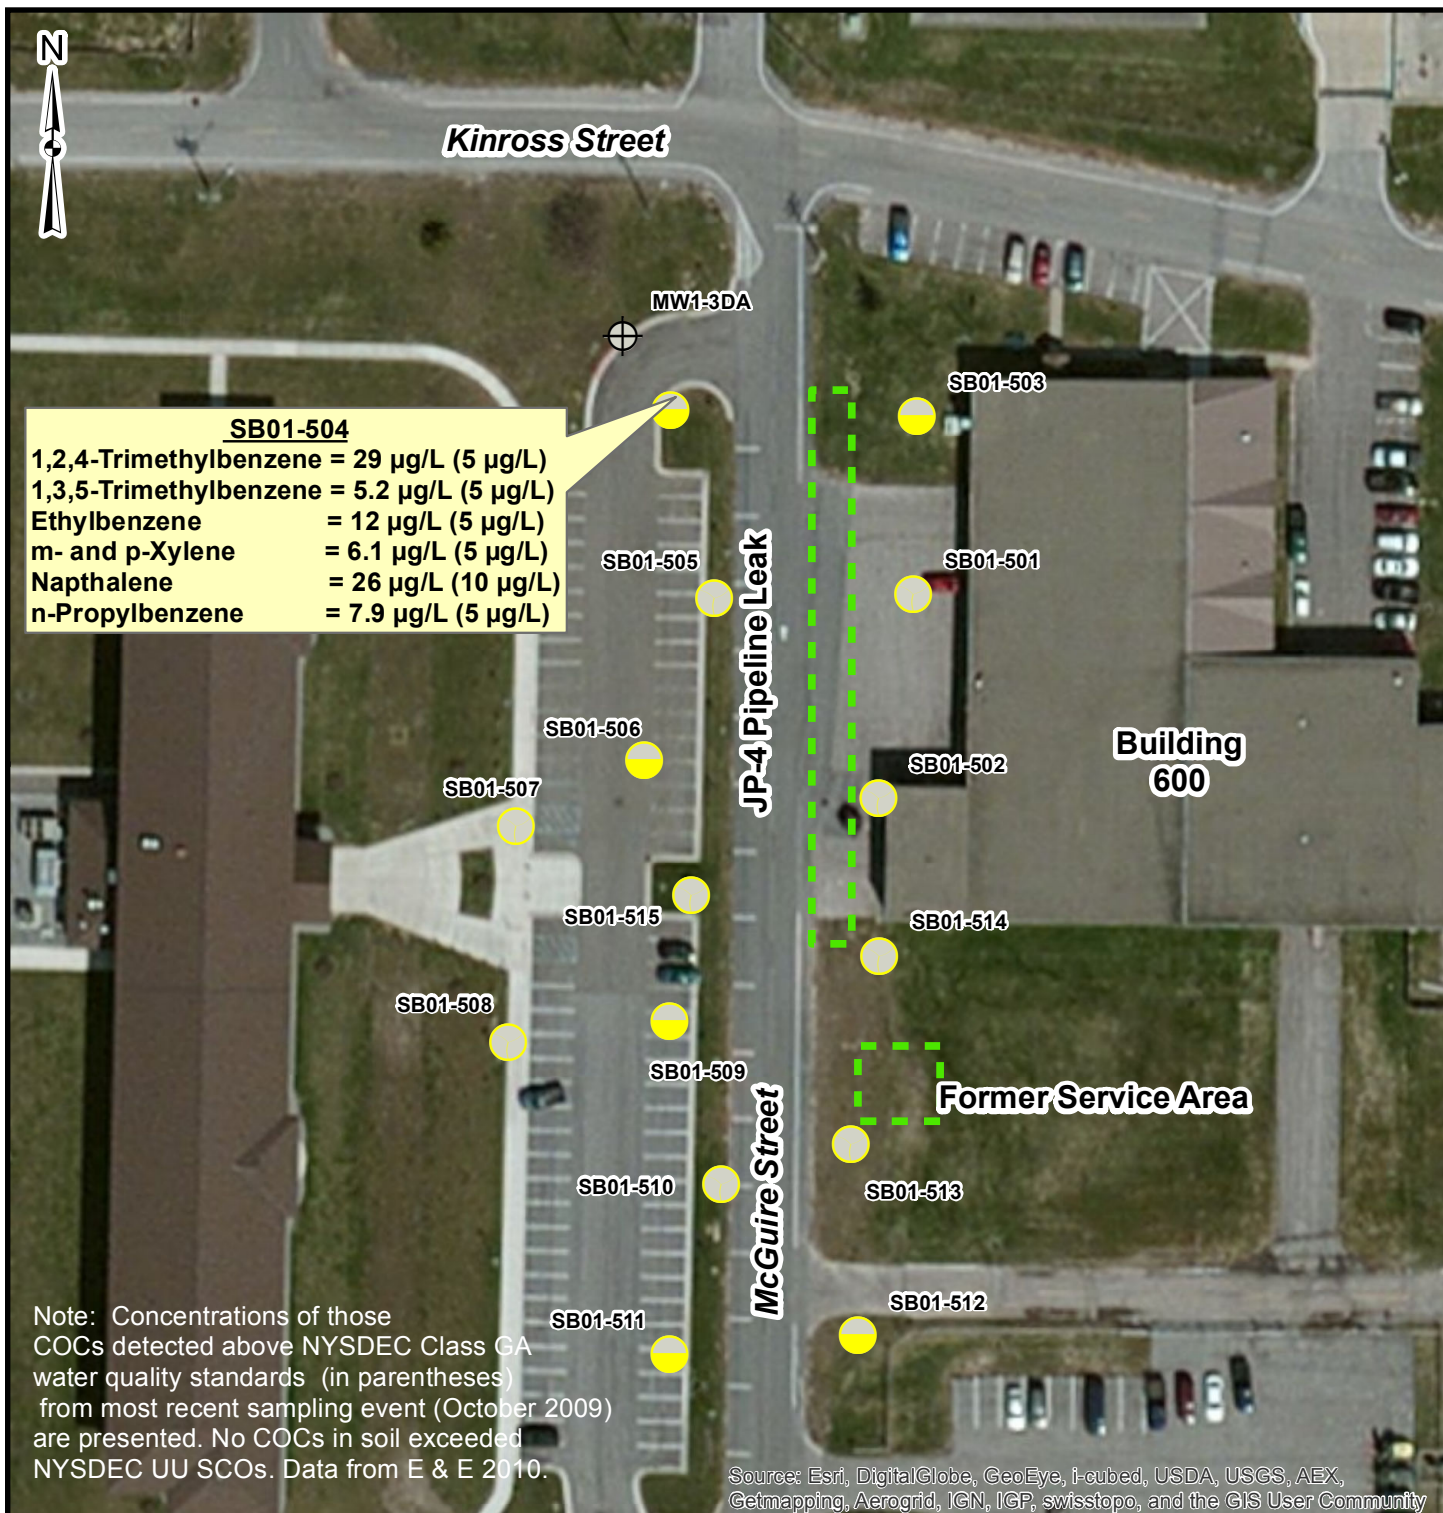 N
Kinross Street
MW1-3DA
SB01-503
SB01-504
1,2,4-Trimethylbenzene = 29 µg/L (5 µg/L)
1,3,5-Trimethylbenzene = 5.2 µg/L (5 µg/L)
Ethylbenzene = 12 µg/L (5 µg/L)
m- and p-Xylene = 6.1 µg/L (5 µg/L)
Napthalene = 26 µg/L (10 µg/L)
n-Propylbenzene = 7.9 µg/L (5 µg/L)
SB01-505
SB01-501
JP-4 Pipeline Leak
SB01-506
SB01-502
Building
600
SB01-507
SB01-515
SB01-514
SB01-508
SB01-509
Former Service Area
McGuire Street
SB01-510
SB01-513
SB01-511
SB01-512
Note: Concentrations of those
COCs detected above NYSDEC Class GA
water quality standards (in parentheses)
from most recent sampling event (October 2009)
are presented. No COCs in soil exceeded
NYSDEC UU SCOs. Data from E & E 2010.
Source: Esri, DigitalGlobe, GeoEye, i-cubed, USDA, USGS, AEX,
Getmapping, Aerogrid, IGN, IGP, swisstopo, and the GIS User Community